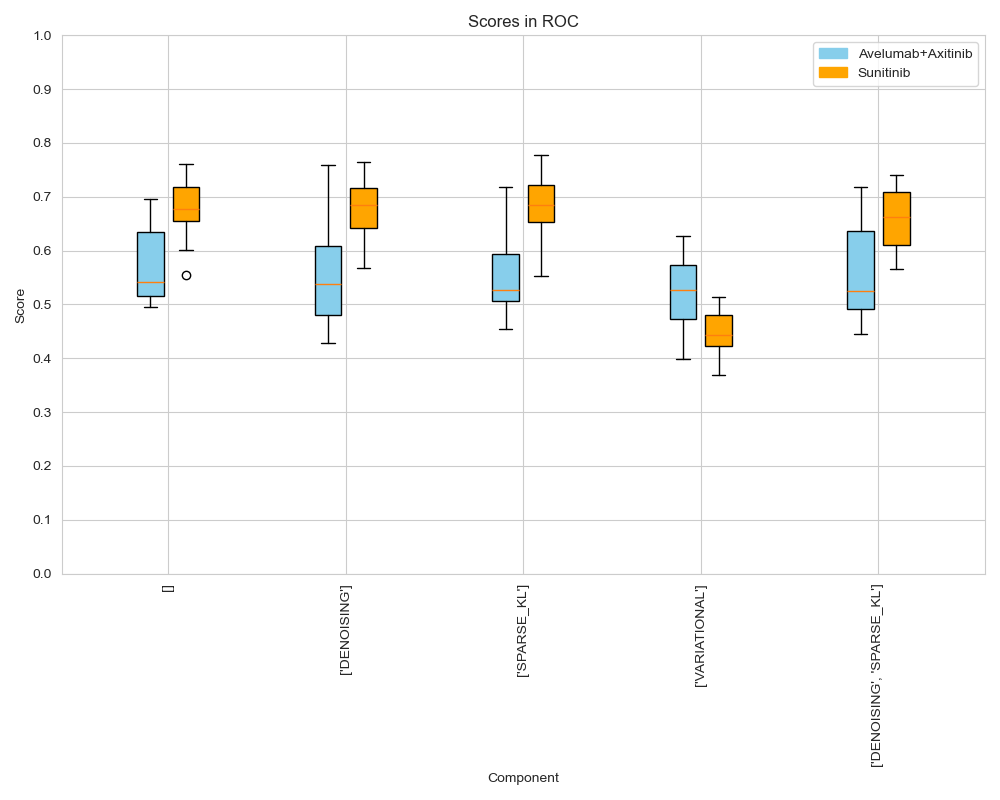 Scores in ROC
Avelumab+Axitinib
Sunitinib
1.0
0.9
0.8
0.7
0.6
0.5
0.4
0.3
0.2
0.1
0.0
Score
[]
['DENOISING']
['SPARSE_KL']
['VARIATIONAL']
['DENOISING', 'SPARSE_KL']
Component